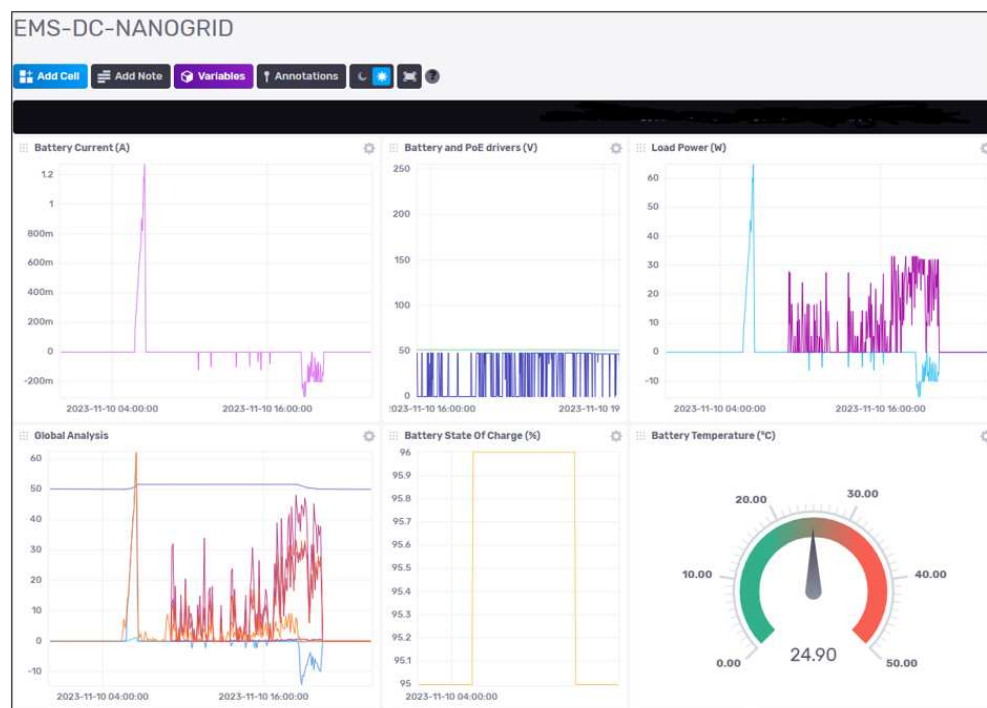 EMS-DC-NANOGRID
Add Cell Add Note Variables Annotations ?
Battery Current (A)
1.2
1
800m
600m
400m
200m
0
-200m
2023-11-10 04:00:00 2023-11-10 16:00:00
Battery and PoE drivers (V)
250
200
150
100
50
0
:023-11-10 16:00:00 2023-11-10 19
Load Power (W)
60
50
40
30
20
10
0
-10
2023-11-10 04:00:00 2023-11-10 16:00:00
Global Analysis
60
50
40
30
20
10
0
-10
2023-11-10 04:00:00 2023-11-10 16:00:00
Battery State Of Charge (%)
96
95.9
95.8
95.7
95.6
95.5
95.4
95.3
95.2
95.1
95
2023-11-10 04:00:00
Battery Temperature (°C)
20.00 30.00
10.00 40.00
0.00 24.90 50.00